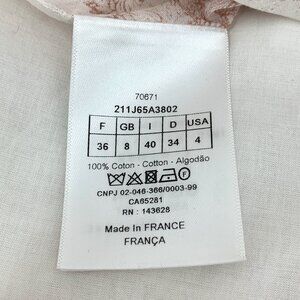 70671
211J65A3802
F GB I D USA
36 8 40 34 4
100% Coton - Cotton - Algodão
CNPJ 02-046-366/0003-99
CA65281
RN : 143628
Made In FRANCE
FRANÇA